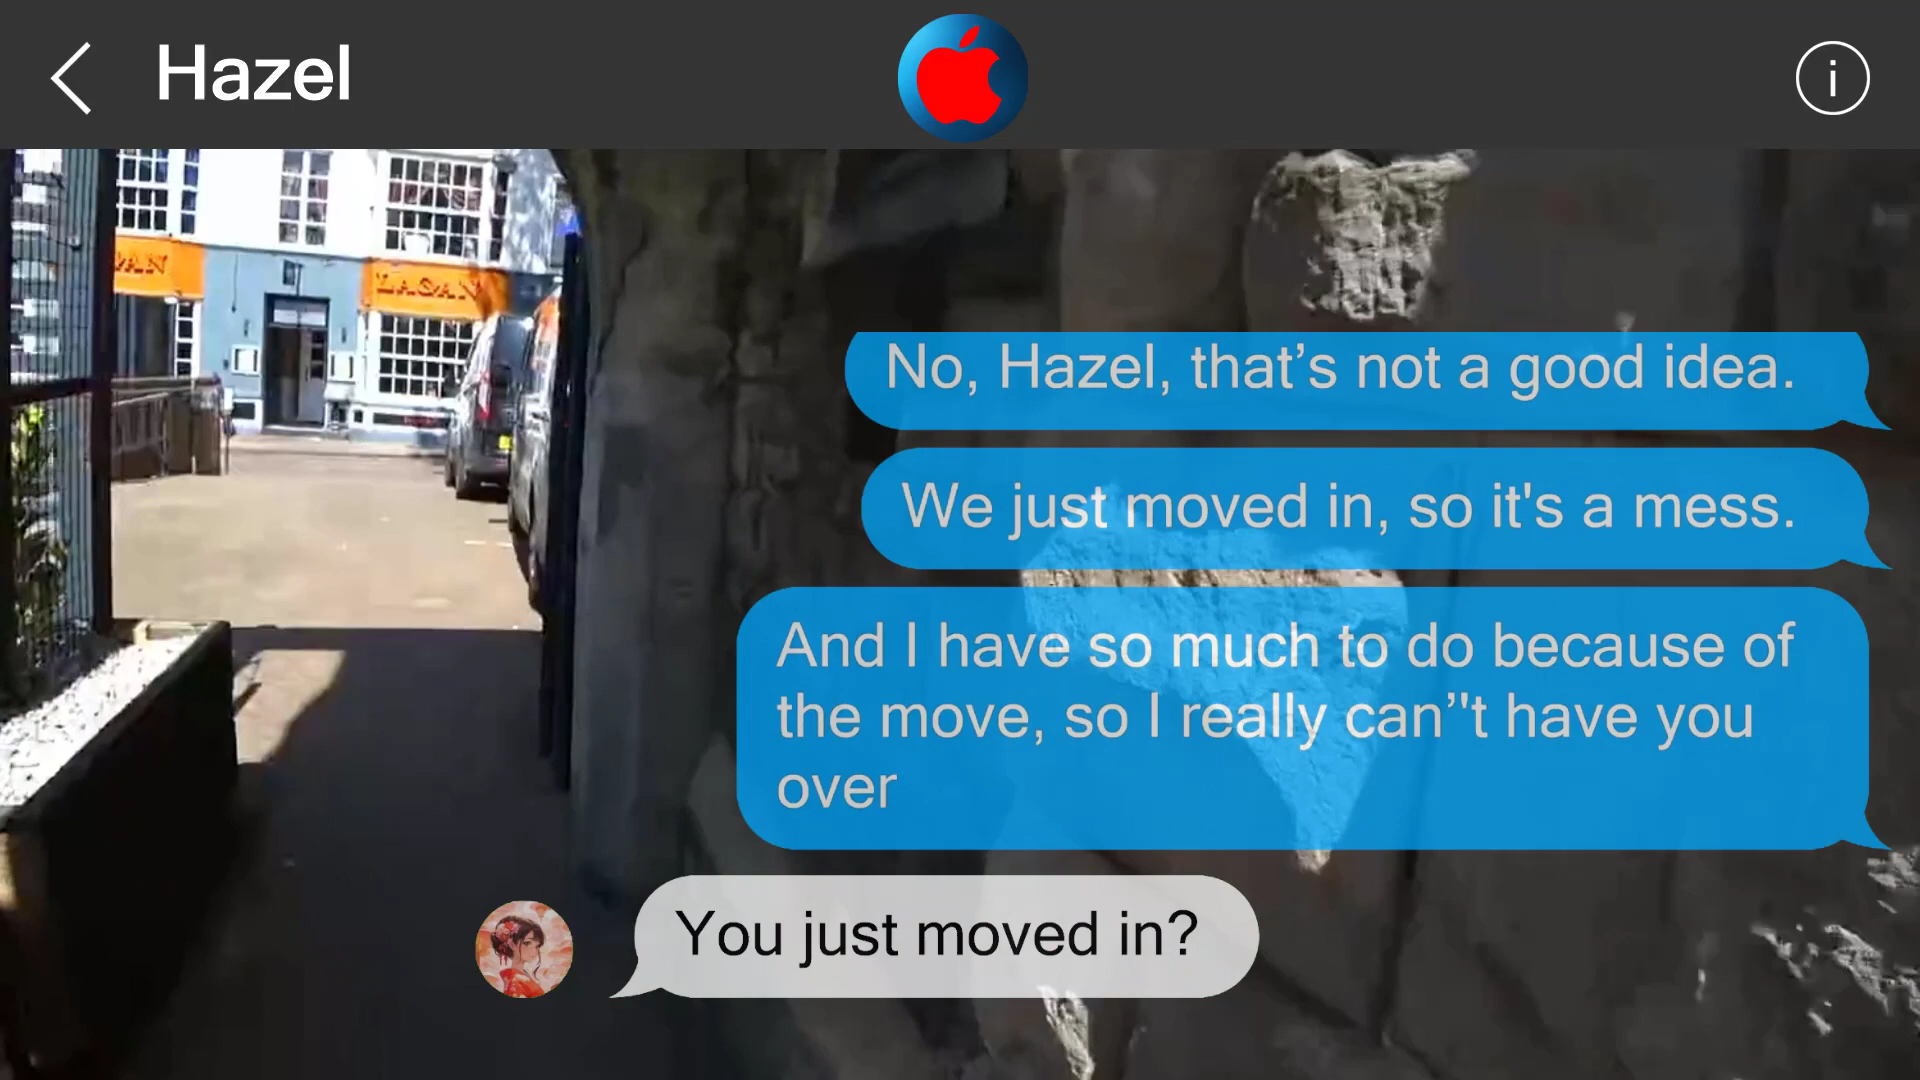 Hazel
i
LAGAN
No, Hazel, that’s not a good idea.
We just moved in, so it's a mess.
And I have so much to do because of
the move, so I really can’'t have you
over
You just moved in?